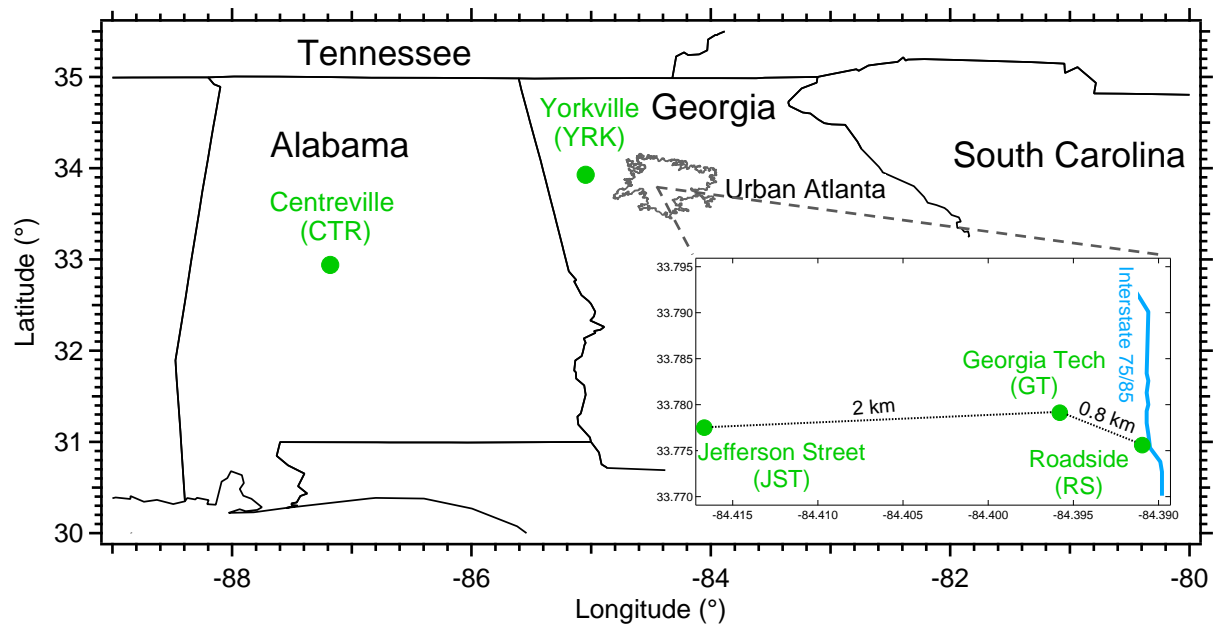 Tennessee
35
Yorkville
(YRK)
Georgia
Alabama
South Carolina
34
Urban Atlanta
Centreville
(CTR)
33
32
31
30
Latitude (°)
33.795
33.790
33.785
33.780
33.775
33.770
Interstate 75/85
Georgia Tech
(GT)
2 km
0.8 km
Jefferson Street
(JST)
Roadside
(RS)
-84.415
-84.410
-84.405
-84.400
-84.395
-84.390
-88
-86
-84
-82
-80
Longitude (°)